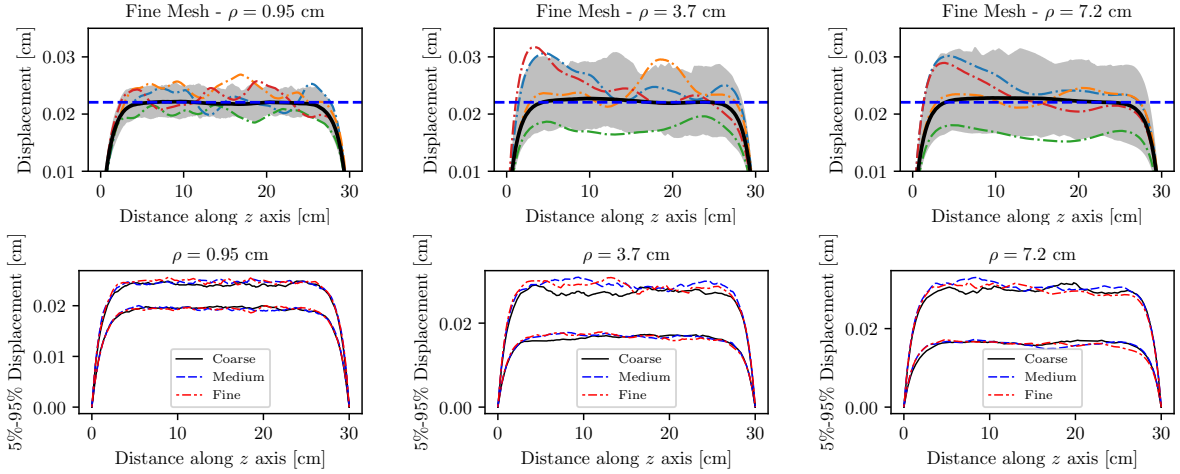 Fine Mesh - ρ = 0.95 cm
Displacement [cm]
0.03
0.02
0.01
0
10
20
30
Distance along z axis [cm]
Fine Mesh - ρ = 3.7 cm
Displacement [cm]
0.03
0.02
0.01
0
10
20
30
Distance along z axis [cm]
Fine Mesh - ρ = 7.2 cm
Displacement [cm]
0.03
0.02
0.01
0
10
20
30
Distance along z axis [cm]
ρ = 0.95 cm
5%-95% Displacement [cm]
0.02
0.01
0.00
Coarse
Medium
Fine
0
10
20
30
Distance along z axis [cm]
ρ = 3.7 cm
5%-95% Displacement [cm]
0.02
0.00
Coarse
Medium
Fine
0
10
20
30
Distance along z axis [cm]
ρ = 7.2 cm
5%-95% Displacement [cm]
0.02
0.00
Coarse
Medium
Fine
0
10
20
30
Distance along z axis [cm]